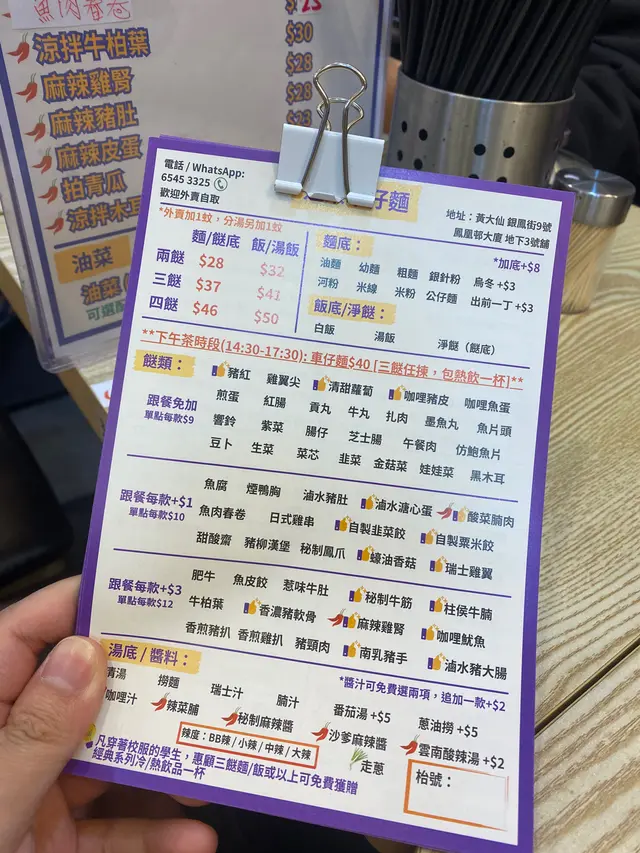 魚肉春卷
涼拌牛柏葉 $30
麻辣雞腎 $28
麻辣豬肚 $28
麻辣皮蛋
拍青瓜
涼拌木耳
油菜
油菜
電話 / WhatsApp:
6545 3325
歡迎外賣自取
仔麵
地址：黃大仙 銀鳳街9號
鳳凰邨大廈 地下3號舖
*外賣加1蚊，分湯另加1蚊
麵/餸底 飯/湯飯
兩餸 $28 $32
三餸 $37 $41
四餸 $46 $50
麵底： *加底+$8
油麵 幼麵 粗麵 銀針粉 烏冬+$3
河粉 米線 米粉 公仔麵 出前一丁+$3
飯底/淨餸：
白飯 湯飯 淨餸（餸底）
**下午茶時段(14:30-17:30): 車仔麵$40 [三餸任揀，包熱飲一杯]**
餸類：
跟餐免加
單點每款$9
豬紅 雞翼尖 清甜蘿蔔 咖哩豬皮 咖哩魚蛋
煎蛋 紅腸 貢丸 牛丸 扎肉 墨魚丸 魚片頭
響鈴 紫菜 腸仔 芝士腸 午餐肉 仿鮑魚片
豆卜 生菜 菜芯 韭菜 金菇菜 娃娃菜 黑木耳
跟餐每款+$1
單點每款$10
魚腐 煙鴨胸 滷水豬肚 滷水溏心蛋 酸菜腩肉
魚肉春卷 日式雞串 自製韭菜餃 自製粟米餃
甜酸齋 豬柳漢堡 秘制鳳爪 蠔油香菇 瑞士雞翼
跟餐每款+$3
單點每款$12
肥牛 魚皮餃 惹味牛肚 秘製牛筋 柱侯牛腩
牛柏葉 香濃豬軟骨 麻辣雞腎 咖哩魷魚
香煎豬扒 香煎雞扒 豬頸肉 南乳豬手 滷水豬大腸
湯底 / 醬料：
*醬汁可免費選兩項，追加一款+$2
清湯 撈麵 瑞士汁 腩汁 番茄湯+$5 蔥油撈+$5
咖哩汁 辣菜脯 秘制麻辣醬 沙爹麻辣醬 雲南酸辣湯+$2
辣度：BB辣 / 小辣 / 中辣 / 大辣
走蔥
凡穿著校服的學生，惠顧三餸麵/飯或以上可免費獲贈
經典系列冷/熱飲品一杯
枱號：